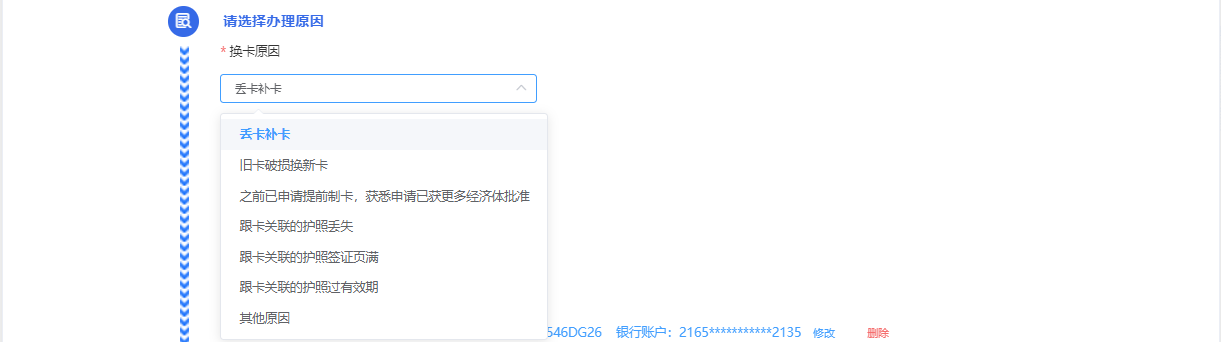 请选择办理原因
* 换卡原因
丢卡补卡
丢卡补卡
旧卡破损换新卡
之前已申请提前制卡，获悉申请已获更多经济体批准
跟卡关联的护照丢失
跟卡关联的护照签证页满
跟卡关联的护照过有效期
其他原因
546DG26 银行账户：2165***********2135 修改 删除